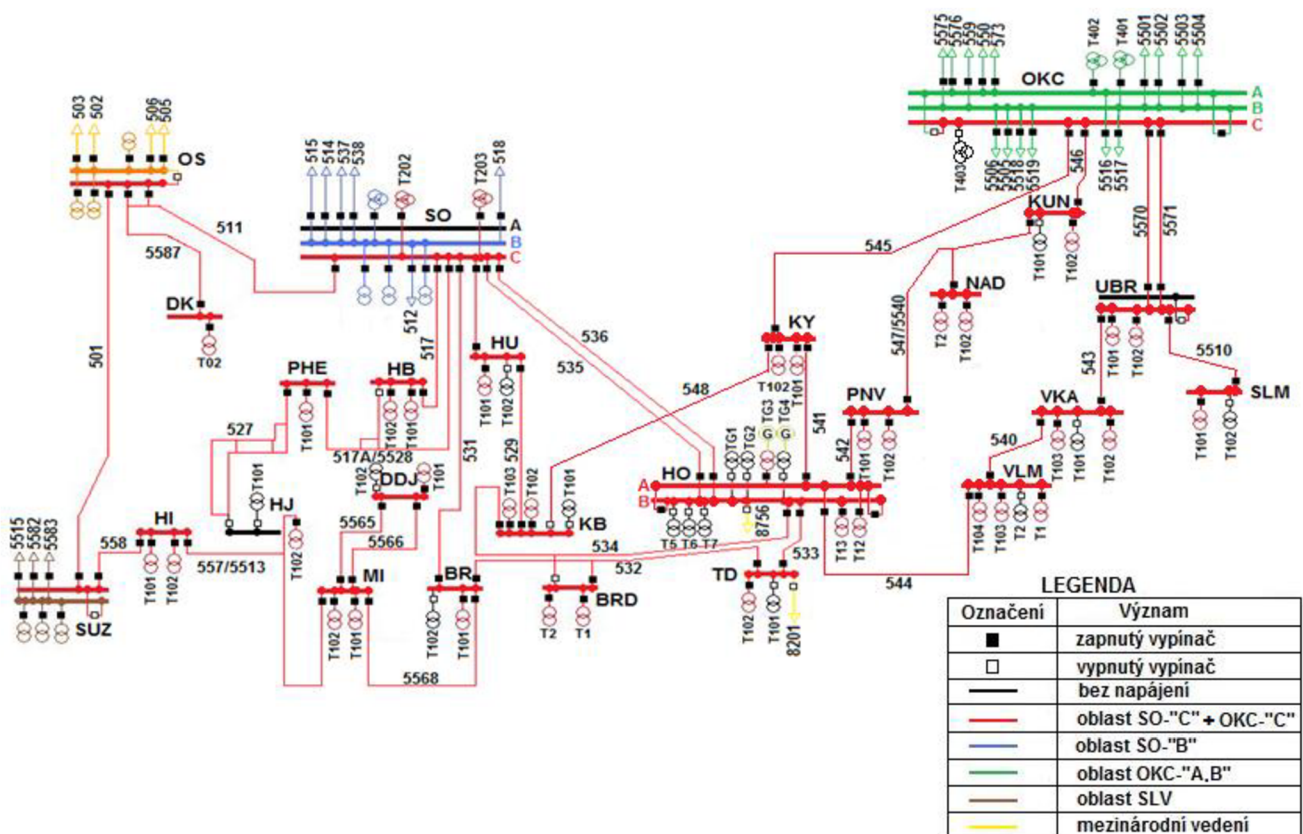 5575
5576
559
550
573
T402
T401
5501
5502
5503
5504
OKC
A
B
C
T403
5506
5505
5518
5519
5516
5517
546
503
502
506
505
OS
515
514
537
538
T202
T203
518
SO
A
B
C
512
511
5587
DK
T02
501
517
HU
T101
T102
529
536
535
545
KUN
T101
T102
NAD
T2
T102
547/5540
5570
5571
UBR
T101
T102
5510
SLM
T101
T102
543
VKA
T103
T101
T102
540
VLM
T104
T103
T2
T1
KY
T102
T101
548
541
PNV
T101
T102
542
PHE
T101
HB
T102
T101
527
517A/5528
531
T102
DDJ
T101
HJ
T101
T102
5565
5566
HI
T101
T102
558
557/5513
5515
5582
5583
SUZ
MI
T102
T101
5568
BR
T102
T101
T103
T102
T101
KB
534
532
BRD
T2
T1
HO
A
B
TG1
TG2
TG3
TG4
G
G
T5
T6
T7
8756
T13
T12
533
TD
T102
T101
8201
544
LEGENDA
Označení Význam
zapnutý vypínač
vypnutý vypínač
bez napájení
oblast SO-"C" + OKC-"C"
oblast SO-"B"
oblast OKC-"A,B"
oblast SLV
mezinárodní vedení